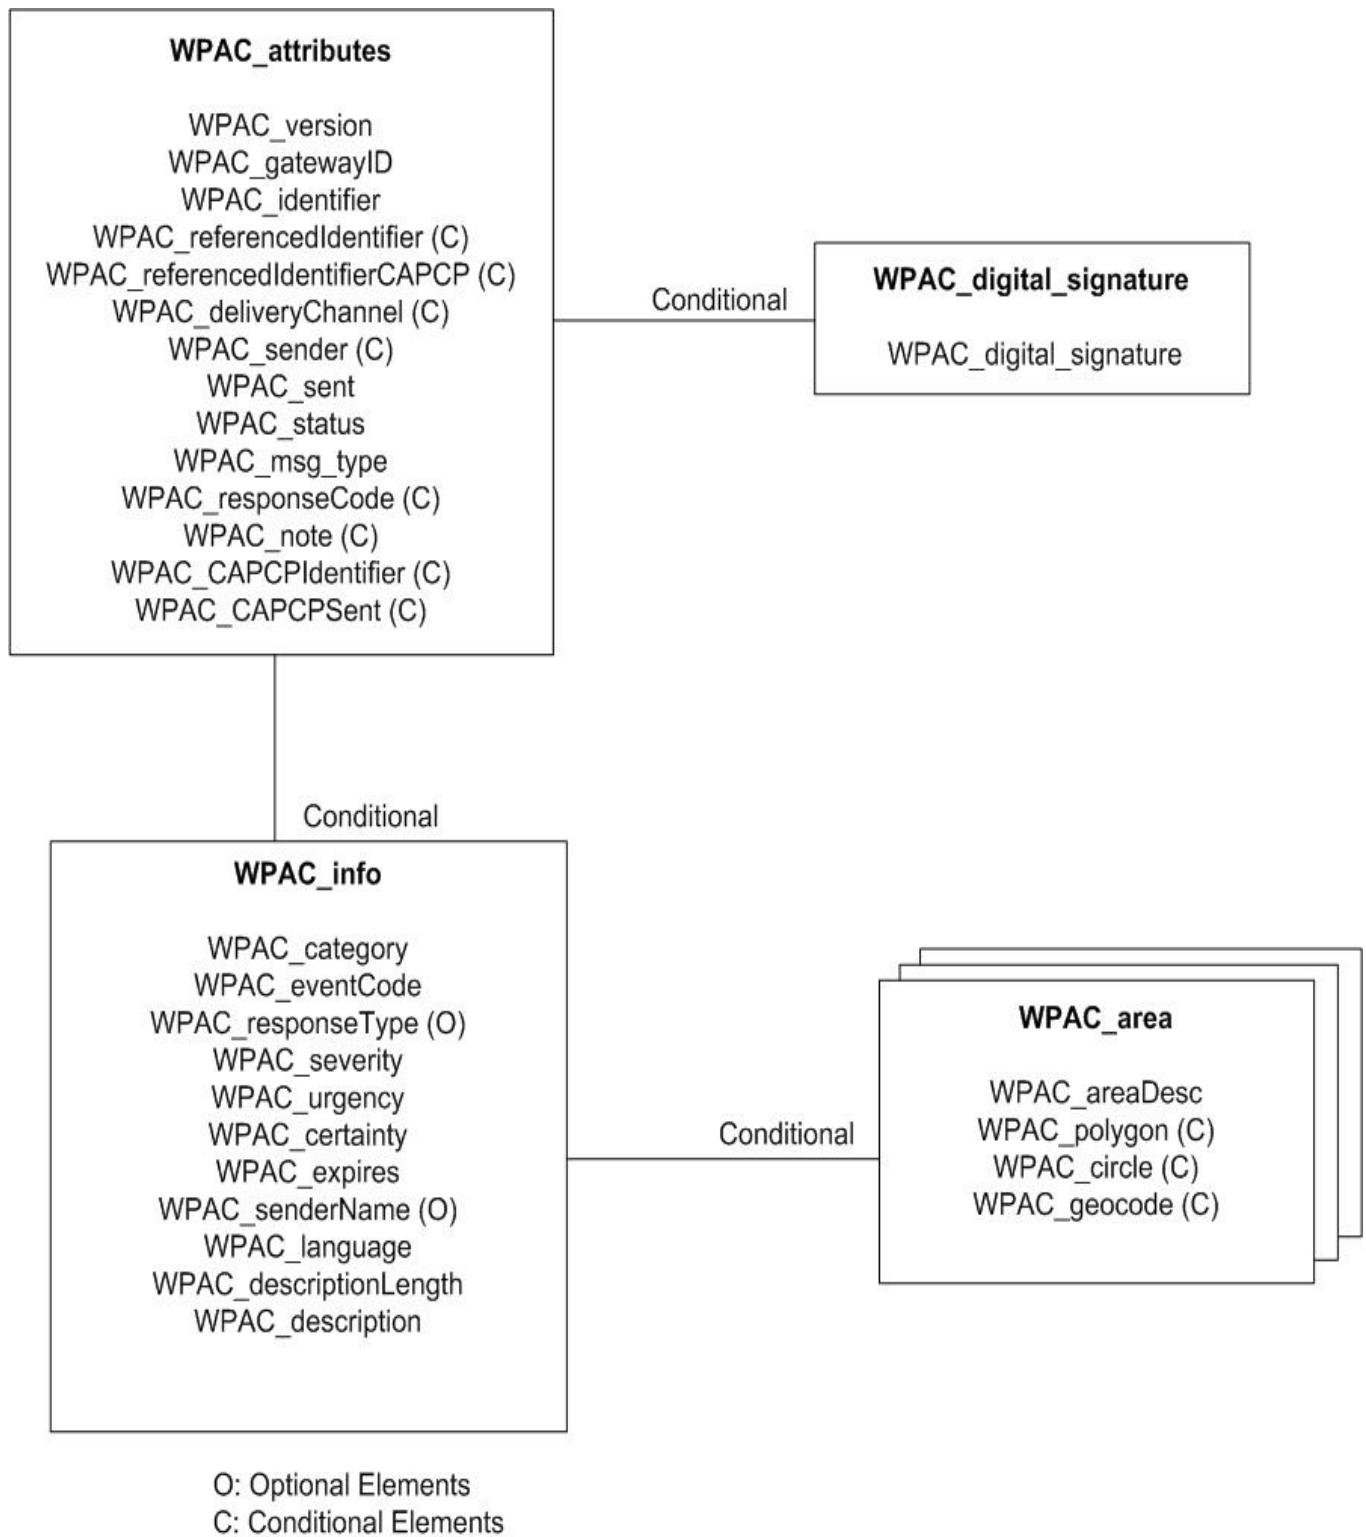 WPAC_attributes
WPAC_version
WPAC_gatewayID
WPAC_identifier
WPAC_referencedIdentifier (C)
WPAC_referencedIdentifierCAPCP (C)
WPAC_deliveryChannel (C)
WPAC_sender (C)
WPAC_sent
WPAC_status
WPAC_msg_type
WPAC_responseCode (C)
WPAC_note (C)
WPAC_CAPCPIdentifier (C)
WPAC_CAPCPSent (C)
Conditional
WPAC_digital_signature
WPAC_digital_signature
Conditional
WPAC_info
WPAC_category
WPAC_eventCode
WPAC_responseType (O)
WPAC_severity
WPAC_urgency
WPAC_certainty
WPAC_expires
WPAC_senderName (O)
WPAC_language
WPAC_descriptionLength
WPAC_description
Conditional
WPAC_area
WPAC_areaDesc
WPAC_polygon (C)
WPAC_circle (C)
WPAC_geocode (C)
O: Optional Elements
C: Conditional Elements